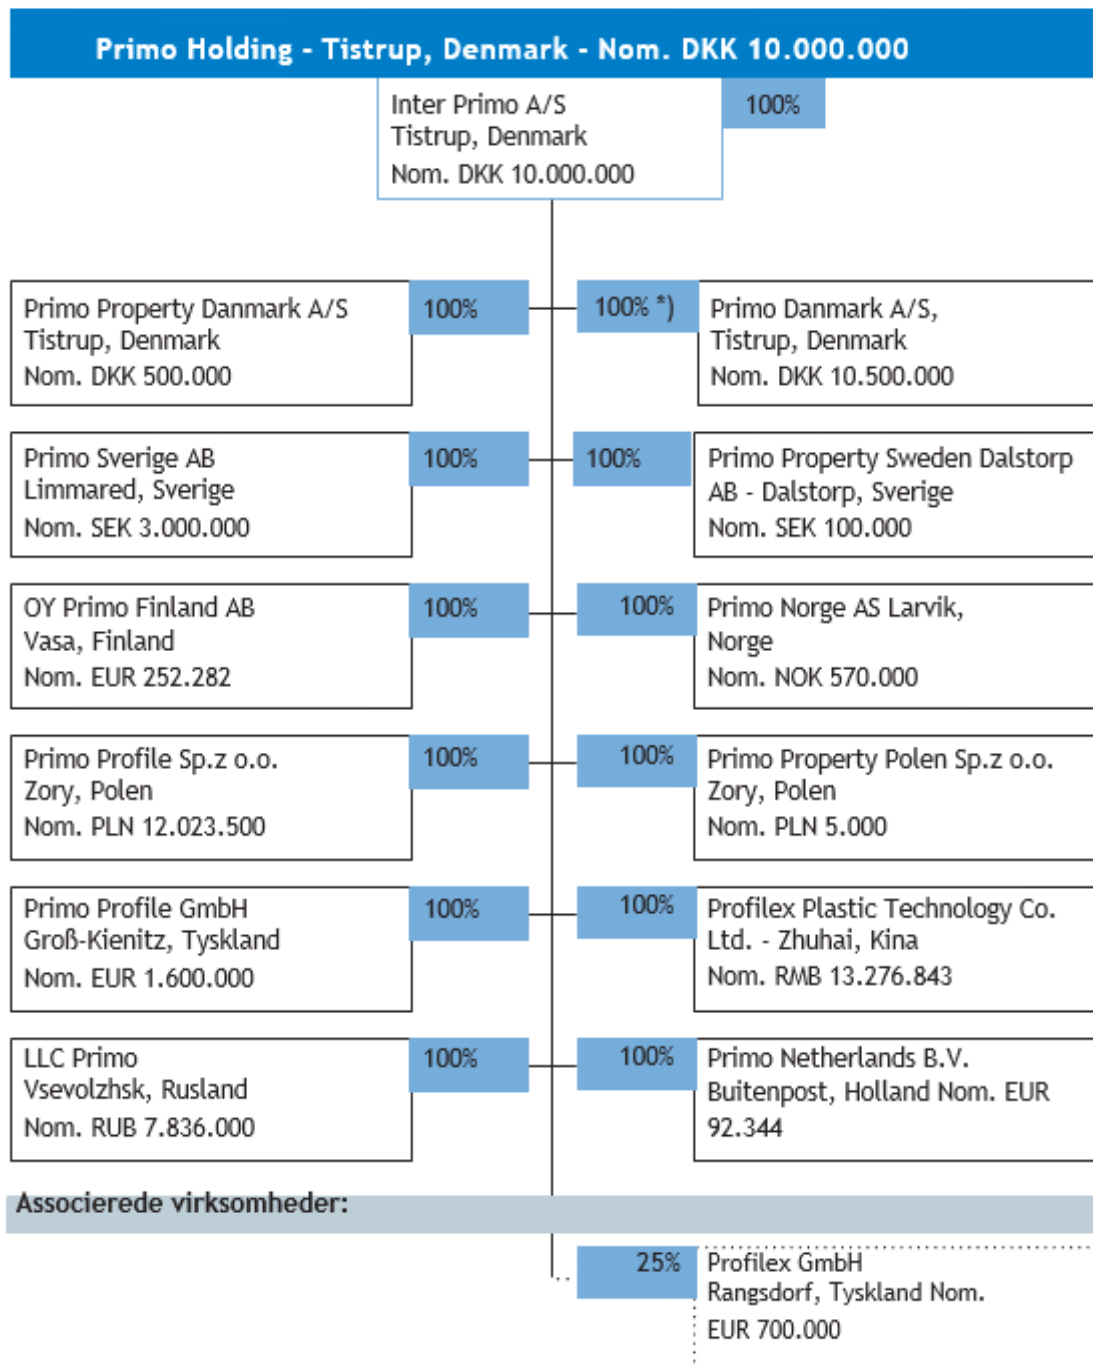 Primo Holding - Tistrup, Denmark - Nom. DKK 10.000.000
Inter Primo A/S
Tistrup, Denmark
Nom. DKK 10.000.000
100%
Primo Property Danmark A/S
Tistrup, Denmark
Nom. DKK 500.000
100%
100% *)
Primo Danmark A/S,
Tistrup, Denmark
Nom. DKK 10.500.000
Primo Sverige AB
Limmared, Sverige
Nom. SEK 3.000.000
100%
100%
Primo Property Sweden Dalstorp
AB - Dalstorp, Sverige
Nom. SEK 100.000
OY Primo Finland AB
Vasa, Finland
Nom. EUR 252.282
100%
100%
Primo Norge AS Larvik,
Norge
Nom. NOK 570.000
Primo Profile Sp.z o.o.
Zory, Polen
Nom. PLN 12.023.500
100%
100%
Primo Property Polen Sp.z o.o.
Zory, Polen
Nom. PLN 5.000
Primo Profile GmbH
Groß-Kienitz, Tyskland
Nom. EUR 1.600.000
100%
100%
Profilex Plastic Technology Co.
Ltd. - Zhuhai, Kina
Nom. RMB 13.276.843
LLC Primo
Vsevolzhsk, Rusland
Nom. RUB 7.836.000
100%
100%
Primo Netherlands B.V.
Buitenpost, Holland Nom. EUR
92.344
Associerede virksomheder:
25%
Profilex GmbH
Rangsdorf, Tyskland Nom.
EUR 700.000